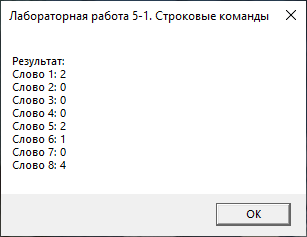 Лабораторная работа 5-1. Строковые команды
Результат:
Слово 1: 2
Слово 2: 0
Слово 3: 0
Слово 4: 0
Слово 5: 2
Слово 6: 1
Слово 7: 0
Слово 8: 4
OK